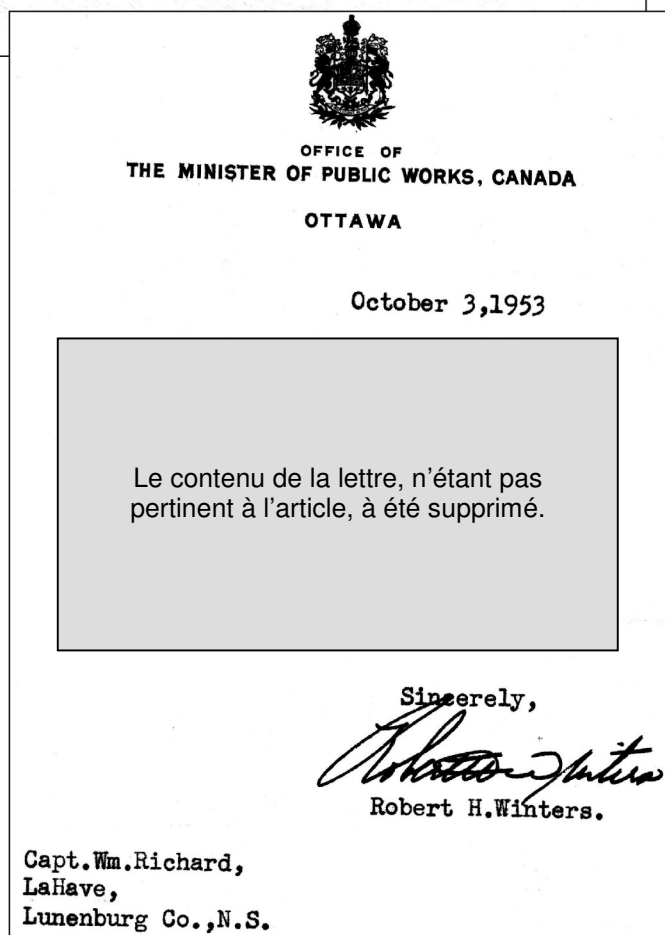 OFFICE OF
THE MINISTER OF PUBLIC WORKS, CANADA
OTTAWA
October 3,1953
Le contenu de la lettre, n’étant pas
pertinent à l’article, à été supprimé.
Sincerely,
Robert H.Winters.
Capt.Wm.Richard,
LaHave,
Lunenburg Co.,N.S.